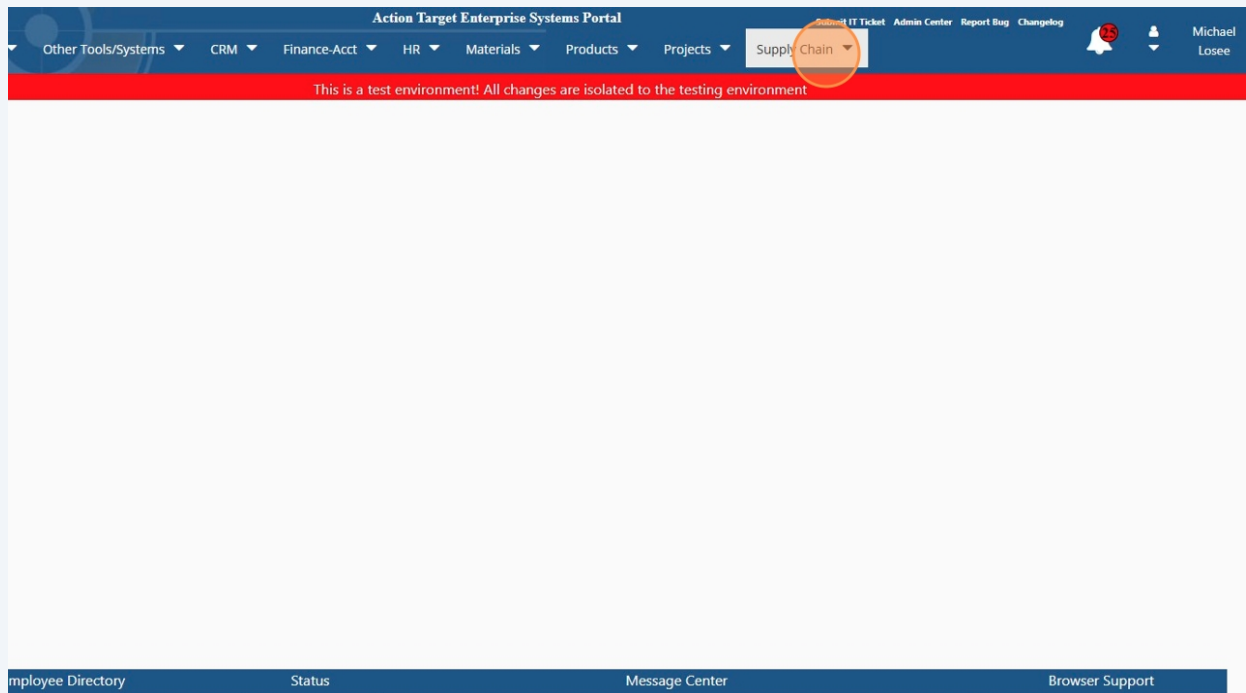 Action Target Enterprise Systems Portal
Submit IT Ticket Admin Center Report Bug Changelog
Other Tools/Systems CRM Finance-Acct HR Materials Products Projects Supply Chain
25
Michael
Losee
This is a test environment! All changes are isolated to the testing environment
mployee Directory Status Message Center Browser Support